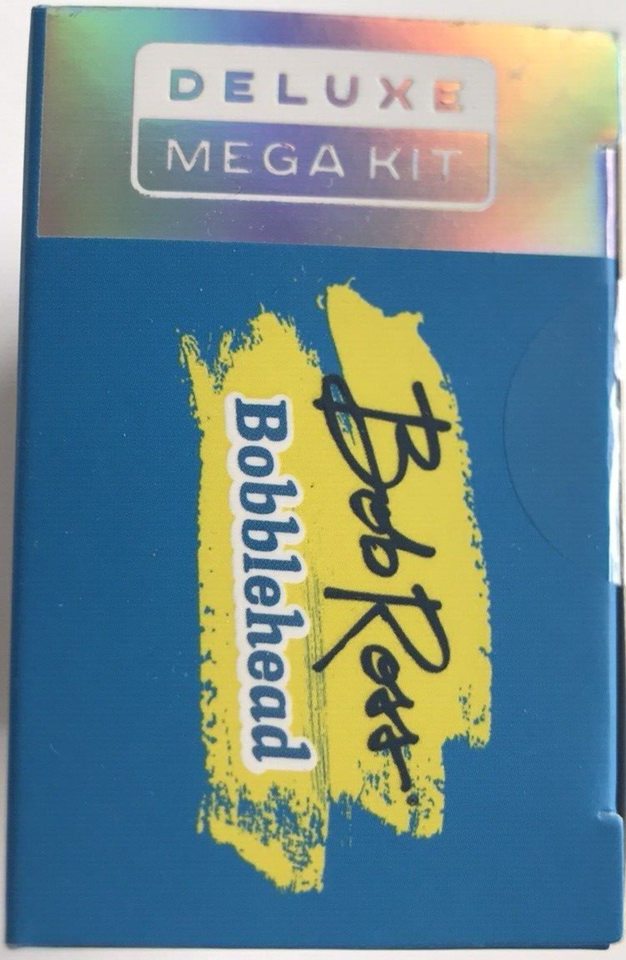 DELUXE
MEGA KIT
Bob Ross
Bobblehead